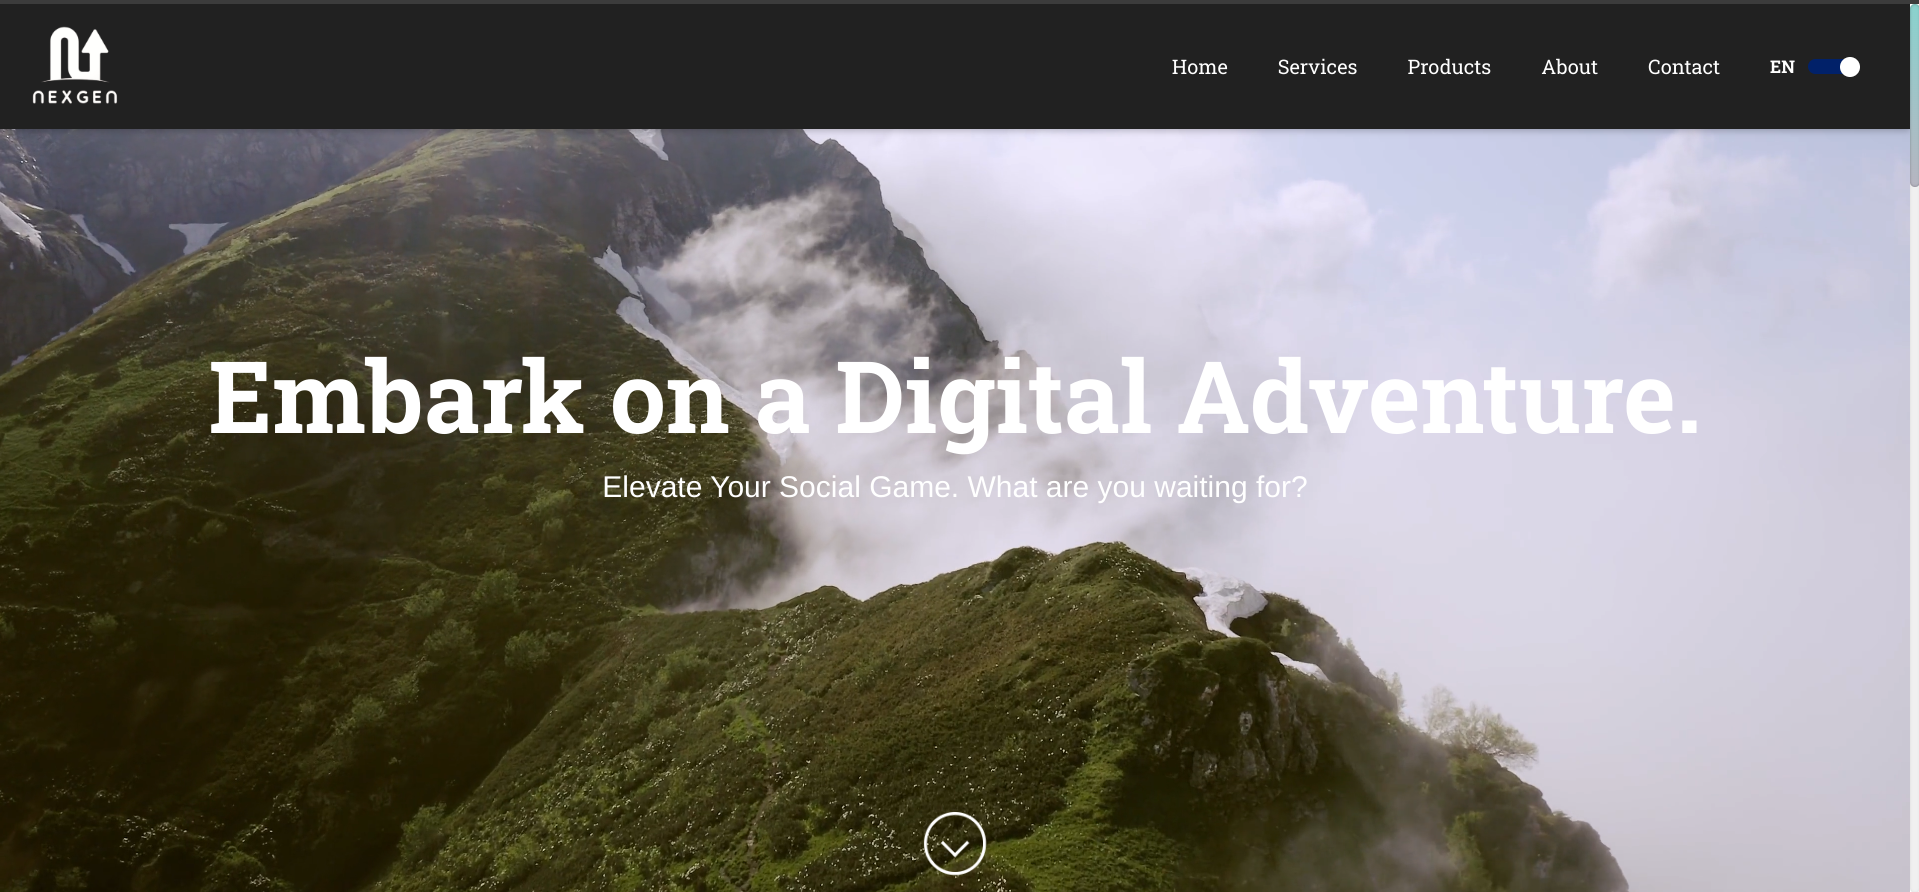 NEXGEN
Home Services Products About Contact EN
Embark on a Digital Adventure.
Elevate Your Social Game. What are you waiting for?